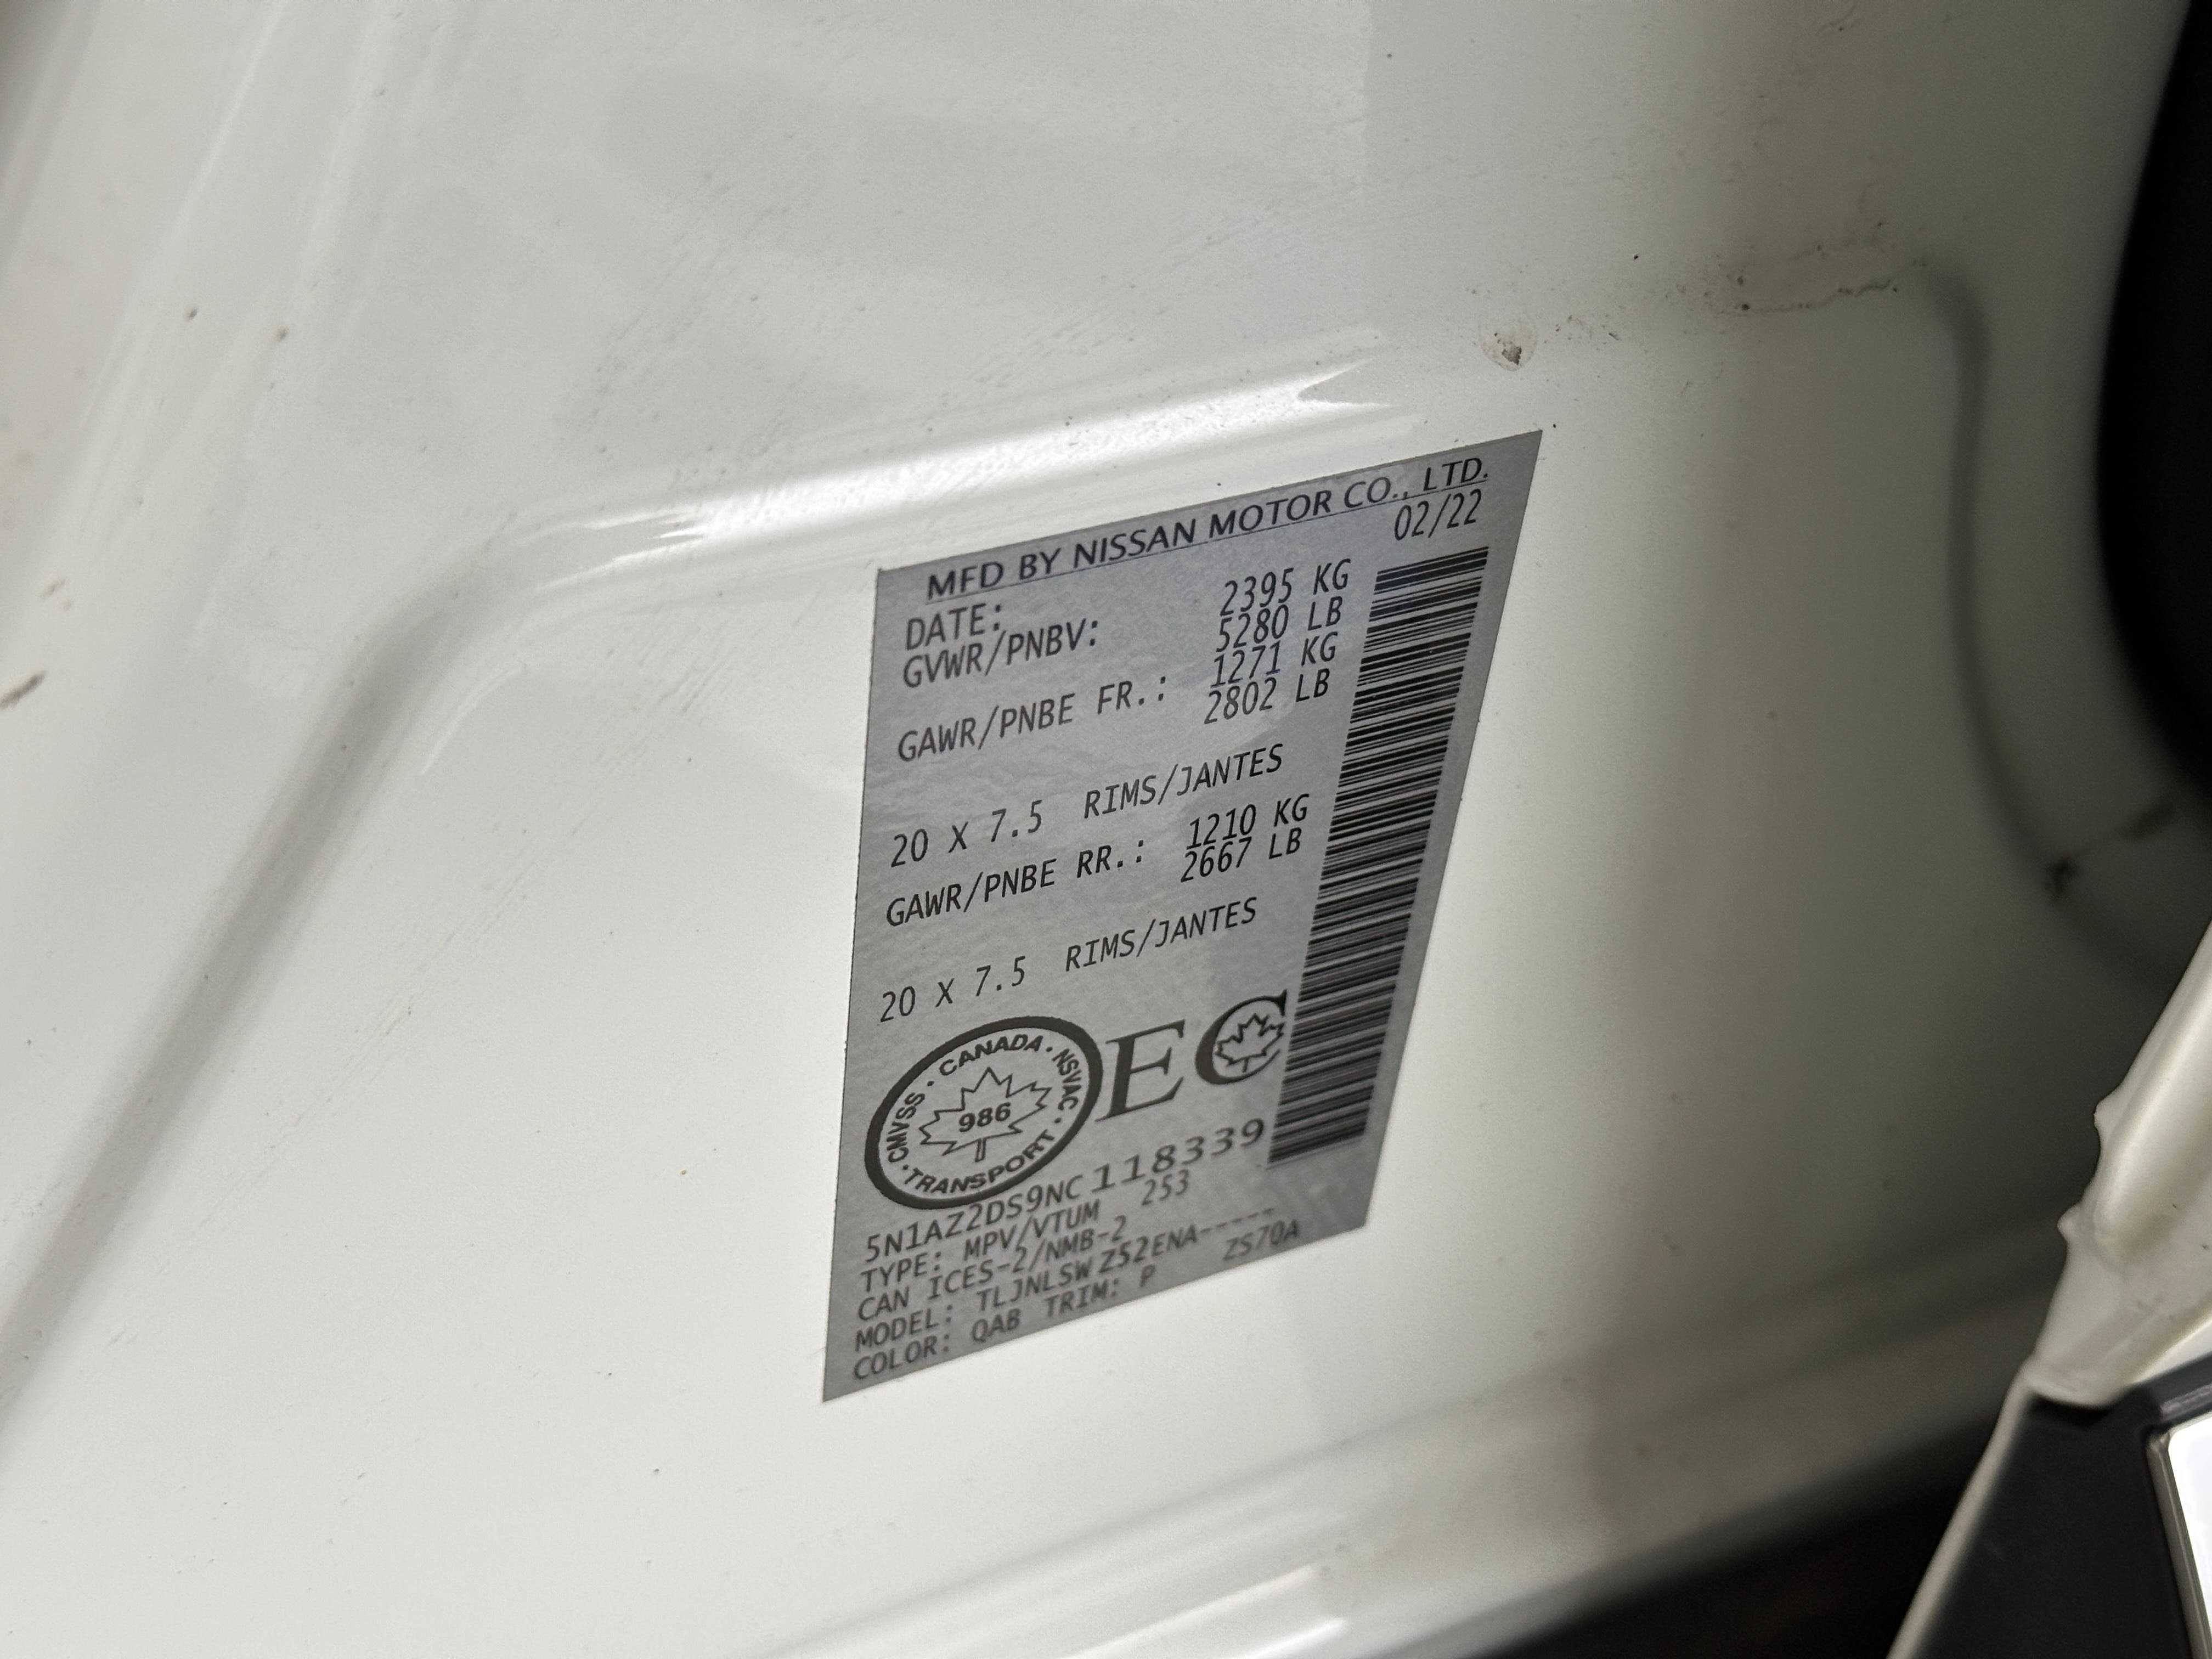 MFD BY NISSAN MOTOR CO., LTD.
DATE: 02/22
GVWR/PNBV: 2395 KG
5280 LB
GAWR/PNBE FR.: 1271 KG
2802 LB
20 X 7.5 RIMS/JANTES
GAWR/PNBE RR.: 1210 KG
2667 LB
20 X 7.5 RIMS/JANTES
CANADA · NSVAC · TRANSPORT · CMVSS ·
986
EC
5N1AZ2DS9NC118339
TYPE: MPV/VTUM 253
CAN ICES-2/NMB-2
MODEL: TLJNLSWZ52ENA-----
COLOR: QAB TRIM: P ZS70A